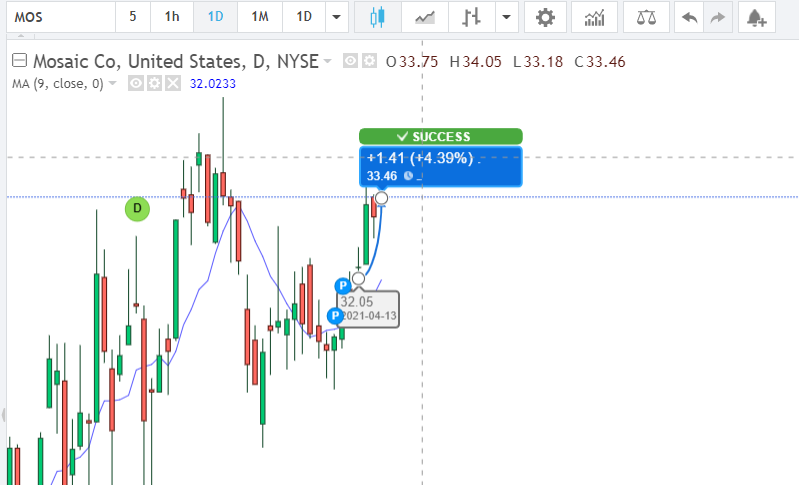 MOS 5 1h 1D 1M 1D
Mosaic Co, United States, D, NYSE O33.75 H34.05 L33.18 C33.46
MA (9, close, 0) 32.0233
SUCCESS
+1.41 (+4.39%) .
33.46
D
P
32.05
P
2021-04-13